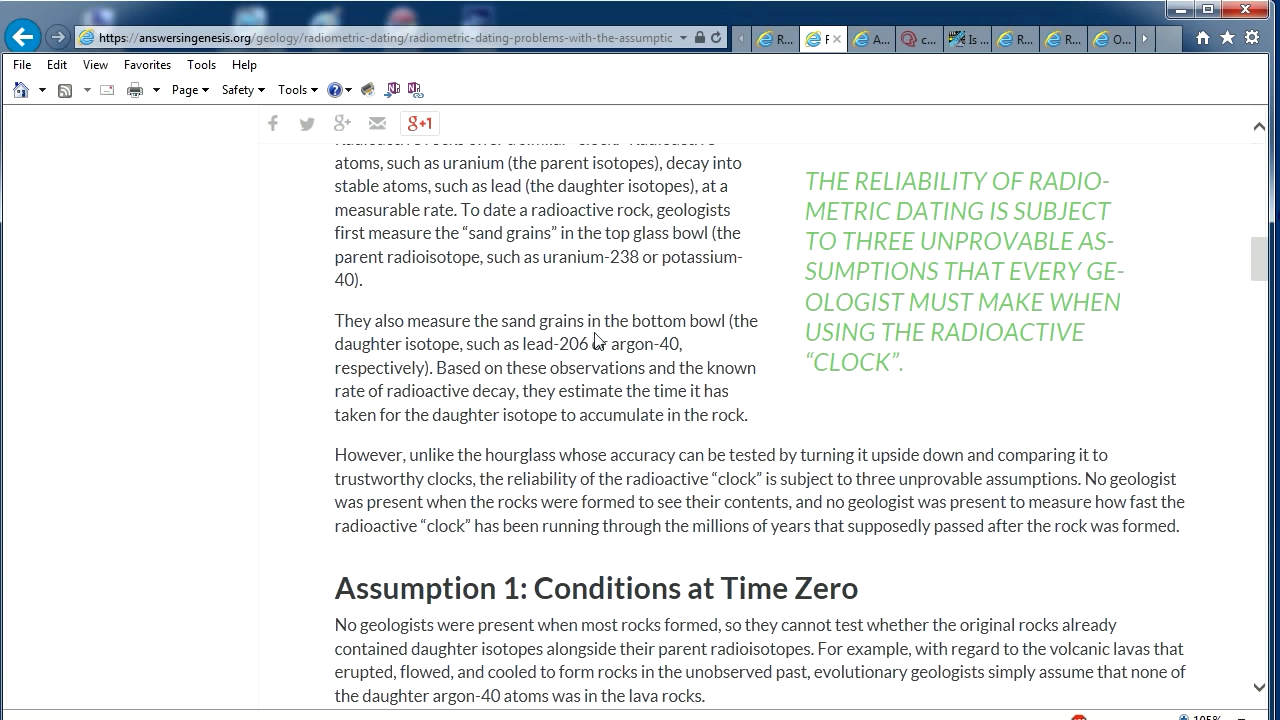 https://answersingenesis.org/geology/radiometric-dating/radiometric-dating-problems-with-the-assumptic
R...
F
A...
c...
Is ...
R...
R...
O...
File Edit View Favorites Tools Help
Page Safety Tools
g+1
atoms, such as uranium (the parent isotopes), decay into
stable atoms, such as lead (the daughter isotopes), at a
measurable rate. To date a radioactive rock, geologists
first measure the “sand grains” in the top glass bowl (the
parent radioisotope, such as uranium-238 or potassium-
40).
They also measure the sand grains in the bottom bowl (the
daughter isotope, such as lead-206 or argon-40,
respectively). Based on these observations and the known
rate of radioactive decay, they estimate the time it has
taken for the daughter isotope to accumulate in the rock.
THE RELIABILITY OF RADIO-
METRIC DATING IS SUBJECT
TO THREE UNPROVABLE AS-
SUMPTIONS THAT EVERY GE-
OLOGIST MUST MAKE WHEN
USING THE RADIOACTIVE
“CLOCK”.
However, unlike the hourglass whose accuracy can be tested by turning it upside down and comparing it to
trustworthy clocks, the reliability of the radioactive “clock” is subject to three unprovable assumptions. No geologist
was present when the rocks were formed to see their contents, and no geologist was present to measure how fast the
radioactive “clock” has been running through the millions of years that supposedly passed after the rock was formed.
Assumption 1: Conditions at Time Zero
No geologists were present when most rocks formed, so they cannot test whether the original rocks already
contained daughter isotopes alongside their parent radioisotopes. For example, with regard to the volcanic lavas that
erupted, flowed, and cooled to form rocks in the unobserved past, evolutionary geologists simply assume that none of
the daughter argon-40 atoms was in the lava rocks.